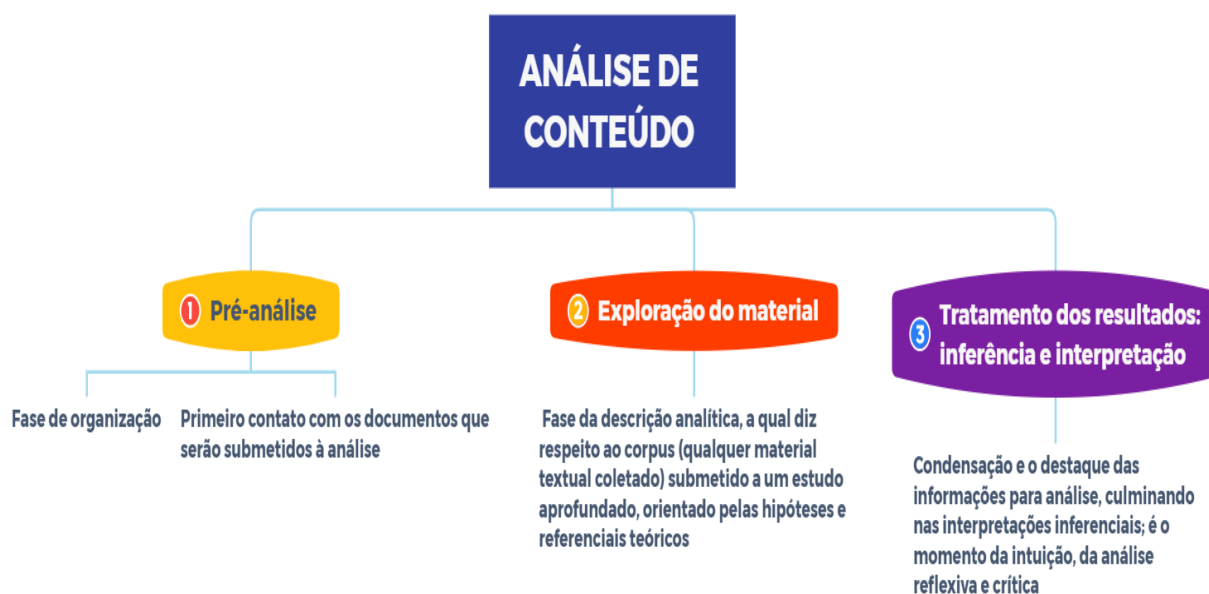 ANÁLISE DE
CONTEÚDO
1 Pré-análise
Fase de organização
Primeiro contato com os documentos que
serão submetidos à análise
2 Exploração do material
Fase da descrição analítica, a qual diz
respeito ao corpus (qualquer material
textual coletado) submetido a um estudo
aprofundado, orientado pelas hipóteses e
referenciais teóricos
3 Tratamento dos resultados:
inferência e interpretação
Condensação e o destaque das
informações para análise, culminando
nas interpretações inferenciais; é o
momento da intuição, da análise
reflexiva e crítica